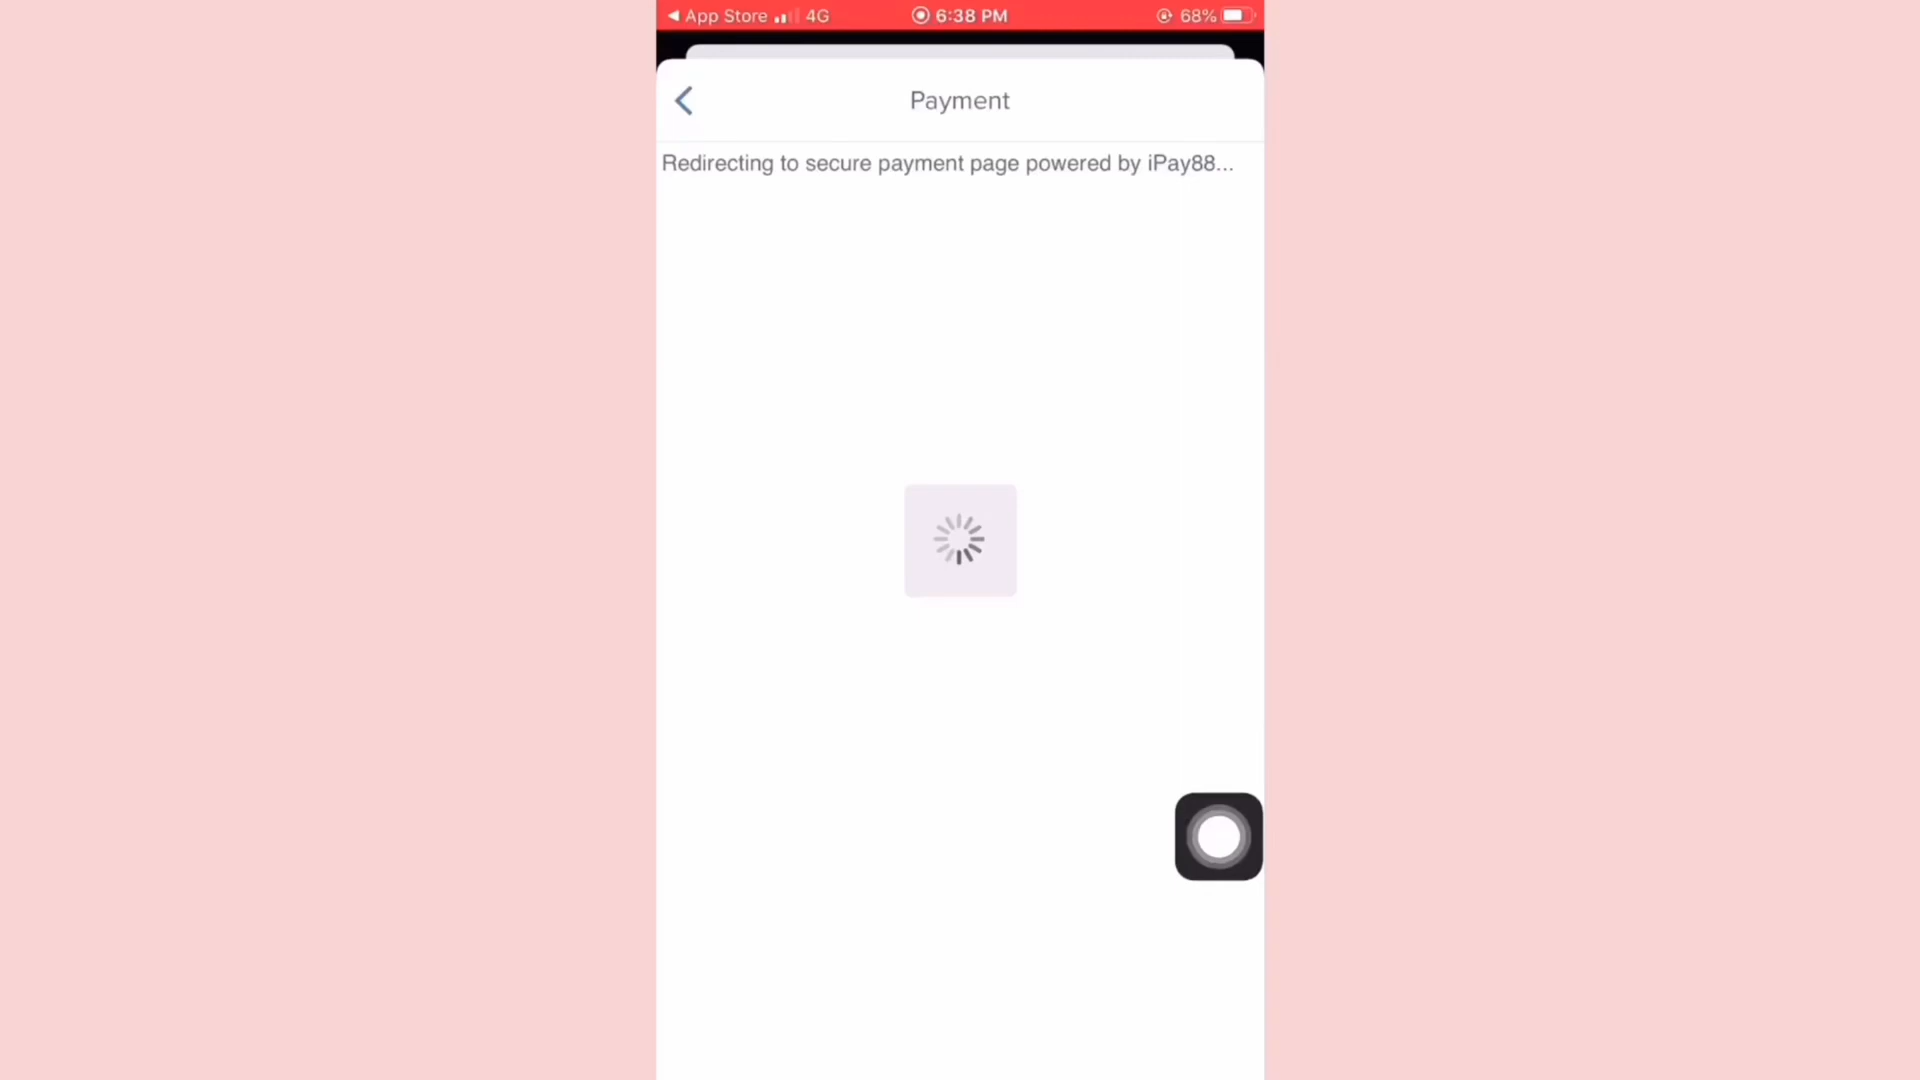 App Store 4G 6:38 PM 68%
Payment
Redirecting to secure payment page powered by iPay88...